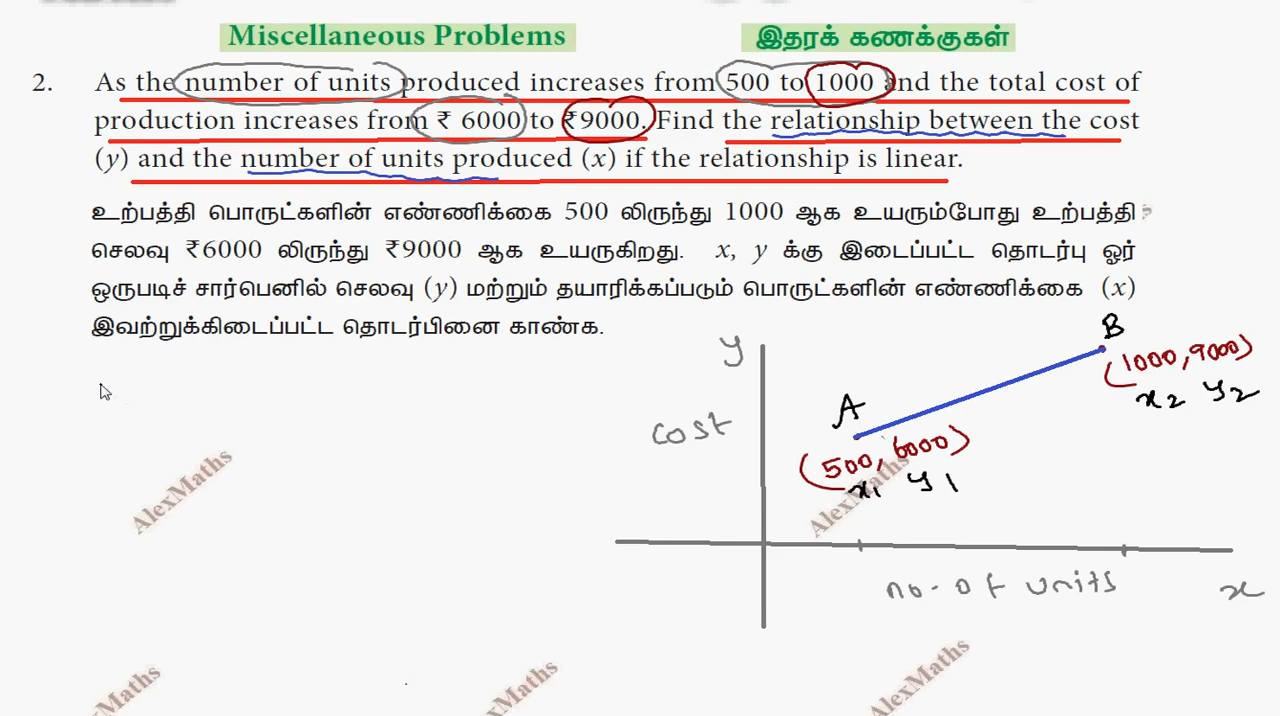 Miscellaneous Problems இதரக் கணக்குகள்
2. As the number of units produced increases from 500 to 1000 and the total cost of
production increases from ₹ 6000 to ₹9000. Find the relationship between the cost
(y) and the number of units produced (x) if the relationship is linear.
உற்பத்தி பொருட்களின் எண்ணிக்கை 500 லிருந்து 1000 ஆக உயரும்போது உற்பத்தி
செலவு ₹6000 லிருந்து ₹9000 ஆக உயருகிறது. x, y க்கு இடைப்பட்ட தொடர்பு ஓர்
ஒருபடிச் சார்பெனில் செலவு (y) மற்றும் தயாரிக்கப்படும் பொருட்களின் எண்ணிக்கை (x)
இவற்றுக்கிடைப்பட்ட தொடர்பினை காண்க.
B
y
(1000, 9000)
x2 y2
A
cost
(500, 6000)
x1 y1
AlexMaths
AlexMaths
no. of units x
AlexMaths
AlexMaths
AlexMaths